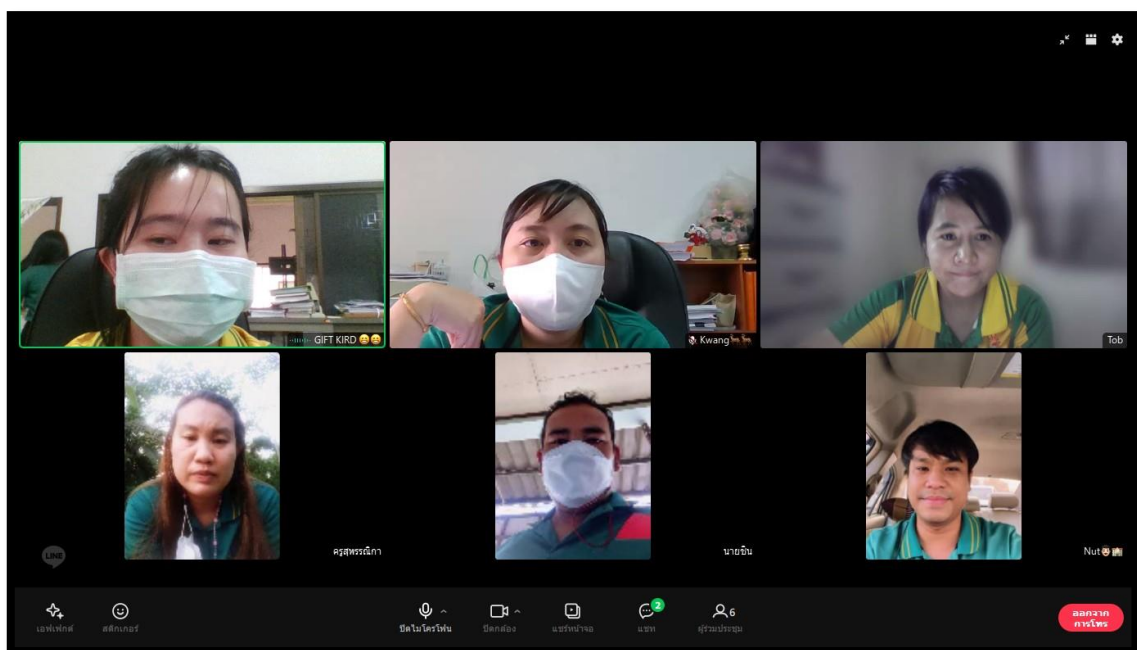 GIFT KIRD 😊😊
Kwang🦌🦌
Tob
ครูสุพรรณิกา
นายชิน
Nut
LINE
เอฟเฟกต์
สติกเกอร์
ปิดไมโครโฟน
ปิดกล้อง
แชร์หน้าจอ
2
แชท
6
ผู้ร่วมประชุม
ออกจาก
การโทร